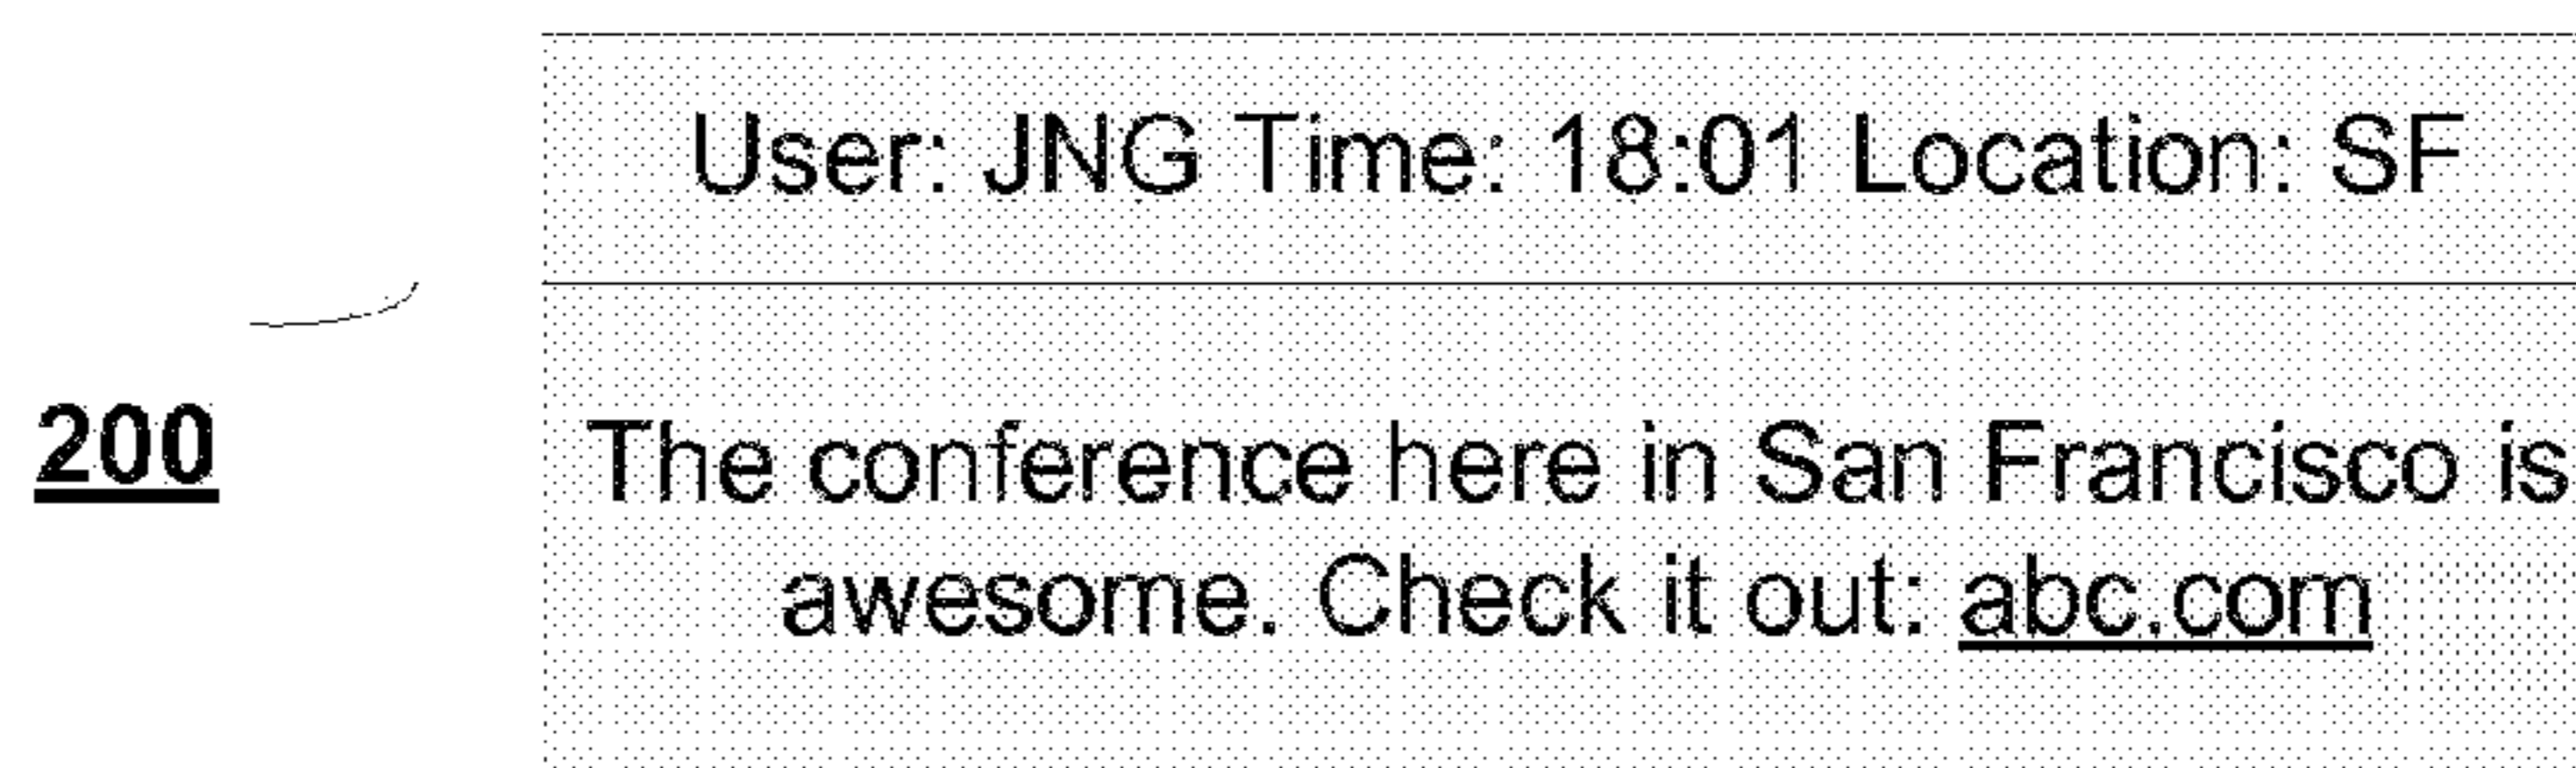 User: JNG Time: 18:01 Location: SF
200
The conference here in San Francisco is
awesome. Check it out: abc.com